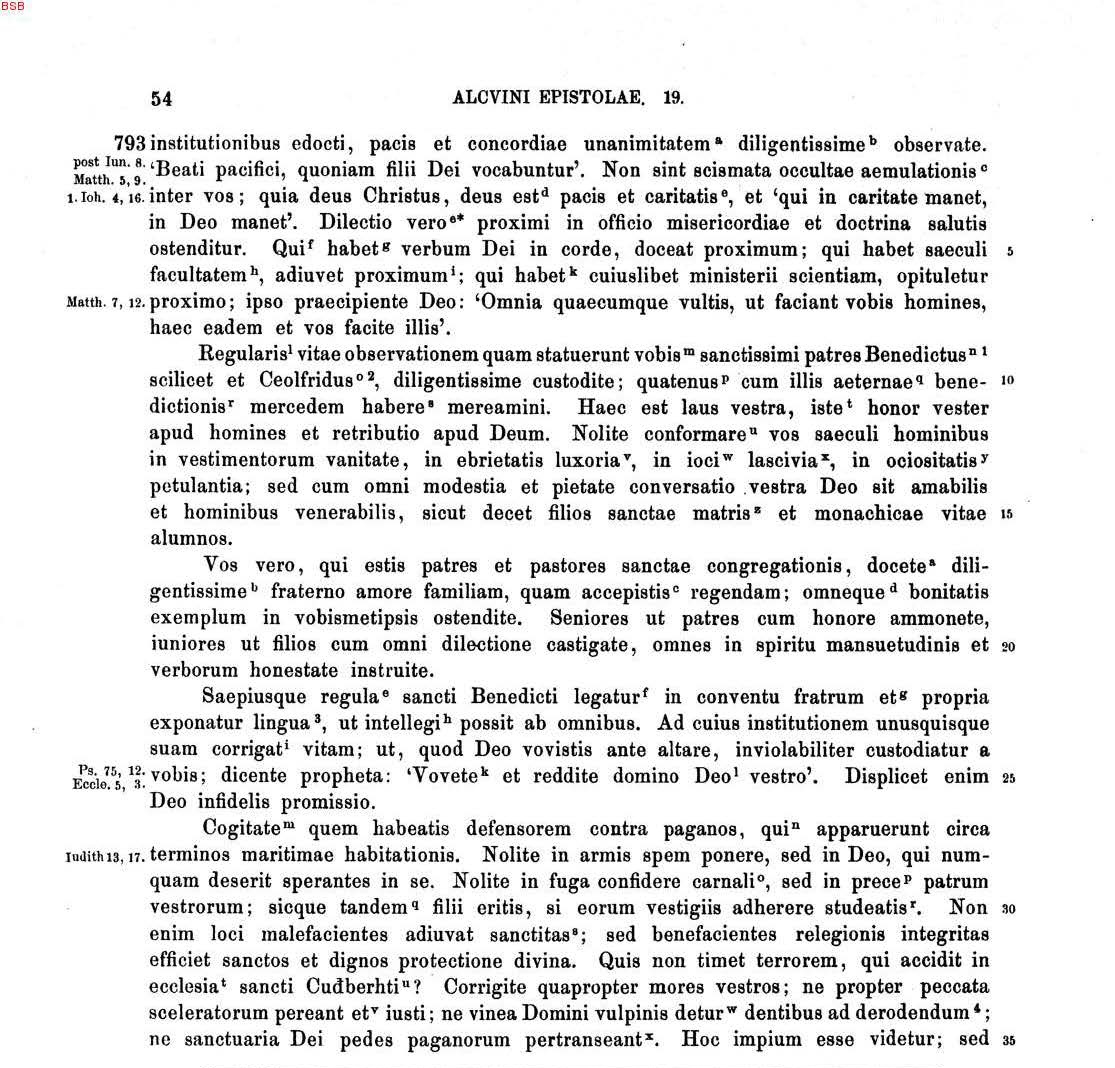 BSB
54 ALCVINI EPISTOLAE. 19.
793 institutionibus edocti, pacis et concordiae unanimitatem ᵃ diligentissime ᵇ observate.
post Iun. 8.
Matth. 5, 9. ‘Beati pacifici, quoniam filii Dei vocabuntur’. Non sint scismata occultae aemulationis ᶜ
1. Ioh. 4, 16. inter vos; quia deus Christus, deus est ᵈ pacis et caritatis ᵉ, et ‘qui in caritate manet,
in Deo manet’. Dilectio vero ᵉ* proximi in officio misericordiae et doctrina salutis
ostenditur. Qui ᶠ habet ᵍ verbum Dei in corde, doceat proximum; qui habet saeculi 5
facultatem ʰ, adiuvet proximum ⁱ; qui habet ᵏ cuiuslibet ministerii scientiam, opituletur
Matth. 7, 12. proximo; ipso praecipiente Deo: ‘Omnia quaecumque vultis, ut faciant vobis homines,
haec eadem et vos facite illis’.
Regularis ˡ vitae observationem quam statuerunt vobis ᵐ sanctissimi patres Benedictus ⁿ ¹
scilicet et Ceolfridus ᵒ ², diligentissime custodite; quatenus ᵖ cum illis aeternae q bene- 10
dictionis ʳ mercedem habere ˢ mereamini. Haec est laus vestra, iste ᵗ honor vester
apud homines et retributio apud Deum. Nolite conformare ᵘ vos saeculi hominibus
in vestimentorum vanitate, in ebrietatis luxoria ᵛ, in ioci ʷ lascivia ˣ, in ociositatis ʸ
petulantia; sed cum omni modestia et pietate conversatio vestra Deo sit amabilis
et hominibus venerabilis, sicut decet filios sanctae matris ᶻ et monachicae vitae 15
alumnos.
Vos vero, qui estis patres et pastores sanctae congregationis, docete ᵃ dili-
gentissime ᵇ fraterno amore familiam, quam accepistis ᶜ regendam; omneque ᵈ bonitatis
exemplum in vobismetipsis ostendite. Seniores ut patres cum honore ammonete,
iuniores ut filios cum omni dilectione castigate, omnes in spiritu mansuetudinis et 20
verborum honestate instruite.
Saepiusque regula ᵉ sancti Benedicti legatur ᶠ in conventu fratrum et ᵍ propria
exponatur lingua ³, ut intellegi ʰ possit ab omnibus. Ad cuius institutionem unusquisque
suam corrigat ⁱ vitam; ut, quod Deo vovistis ante altare, inviolabiliter custodiatur a
Ps. 75, 12.
Eccle. 5, 3. vobis; dicente propheta: ‘Vovete ᵏ et reddite domino Deo ˡ vestro’. Displicet enim 25
Deo infidelis promissio.
Cogitate ᵐ quem habeatis defensorem contra paganos, qui ⁿ apparuerunt circa
Iudith 13, 17. terminos maritimae habitationis. Nolite in armis spem ponere, sed in Deo, qui num-
quam deserit sperantes in se. Nolite in fuga confidere carnali ᵒ, sed in prece ᵖ patrum
vestrorum; sicque tandem q filii eritis, si eorum vestigiis adherere studeatis ʳ. Non 30
enim loci malefacientes adiuvat sanctitas ˢ; sed benefacientes relegionis integritas
efficiet sanctos et dignos protectione divina. Quis non timet terrorem, qui accidit in
ecclesia ᵗ sancti Cuđberhti ᵘ? Corrigite quapropter mores vestros; ne propter peccata
sceleratorum pereant et ᵛ iusti; ne vinea Domini vulpinis detur ʷ dentibus ad derodendum ⁴;
ne sanctuaria Dei pedes paganorum pertranseant ˣ. Hoc impium esse videtur; sed 35